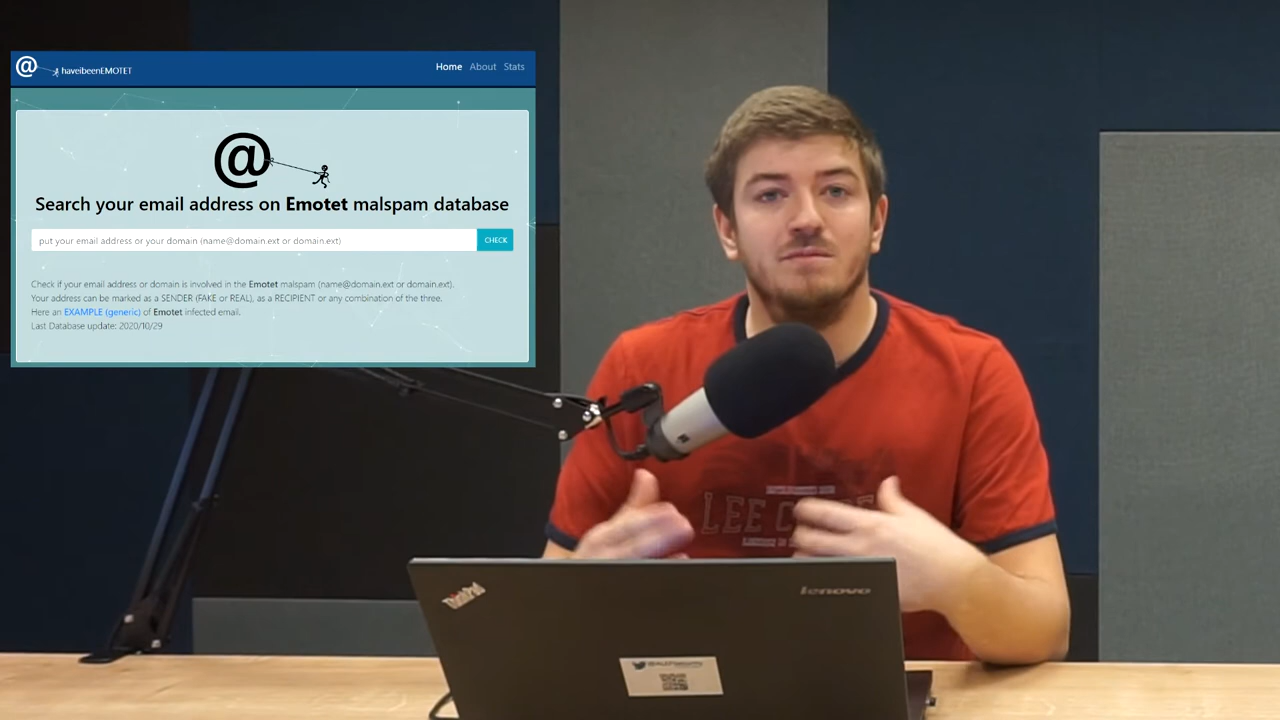 @ haveibeenEMOTET
Home About Stats
@
Search your email address on Emotet malspam database
put your email address or your domain (name@domain.ext or domain.ext)
CHECK
Check if your email address or domain is involved in the Emotet malspam (name@domain.ext or domain.ext).
Your address can be marked as a SENDER (FAKE or REAL), as a RECIPIENT or any combination of the three.
Here an EXAMPLE (generic) of Emotet infected email.
Last Database update: 2020/10/29
LEE
ThinkPad
lenovo